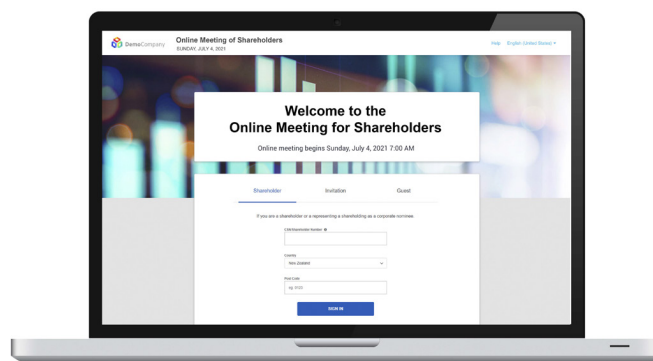 DemoCompany
Online Meeting of Shareholders
SUNDAY, JULY 4, 2021
Help English (United States)
Welcome to the
Online Meeting for Shareholders
Online meeting begins Sunday, July 4, 2021 7:00 AM
Shareholder Invitation Guest
If you are a shareholder or a representing a shareholding as a corporate nominee.
Shareholder Number
Country
New Zealand
Post Code
SIGN IN